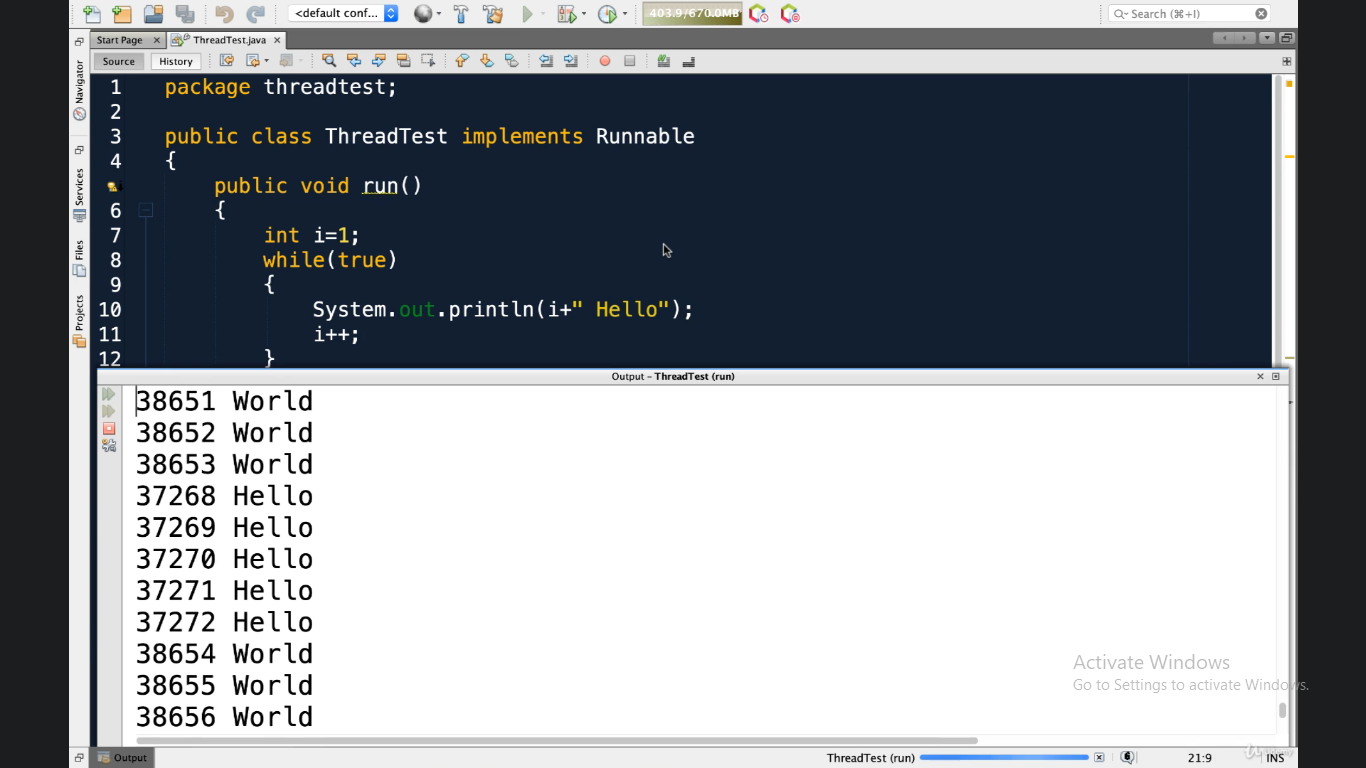 <default conf...
403.9/670.0MB
Search (⌘+I)
Start Page
ThreadTest.java
Source
History
Navigator
Services
Files
Projects
1 package threadtest;
2
3 public class ThreadTest implements Runnable
4 {
public void run()
6 {
7 int i=1;
8 while(true)
9 {
10 System.out.println(i+" Hello");
11 i++;
12 }
Output - ThreadTest (run)
38651 World
38652 World
38653 World
37268 Hello
37269 Hello
37270 Hello
37271 Hello
37272 Hello
38654 World
38655 World
38656 World
Activate Windows
Go to Settings to activate Windows.
Output
ThreadTest (run)
6
21:9
INS